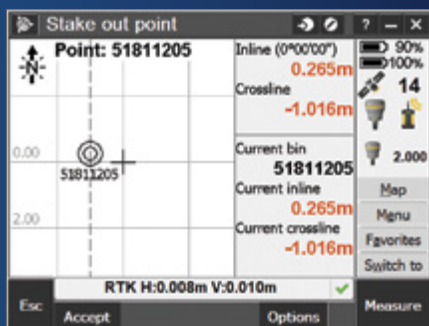 Stake out point
?
Point: 51811205
N
0.00
51811205
2.00
Inline (0°00'00")
0.265m
Crossline
-1.016m
Current bin
51811205
Current inline
0.265m
Current crossline
-1.016m
90%
100%
14
2.000
Map
Menu
Favorites
Switch to
RTK H:0.008m V:0.010m
Esc
Accept
Options
Measure